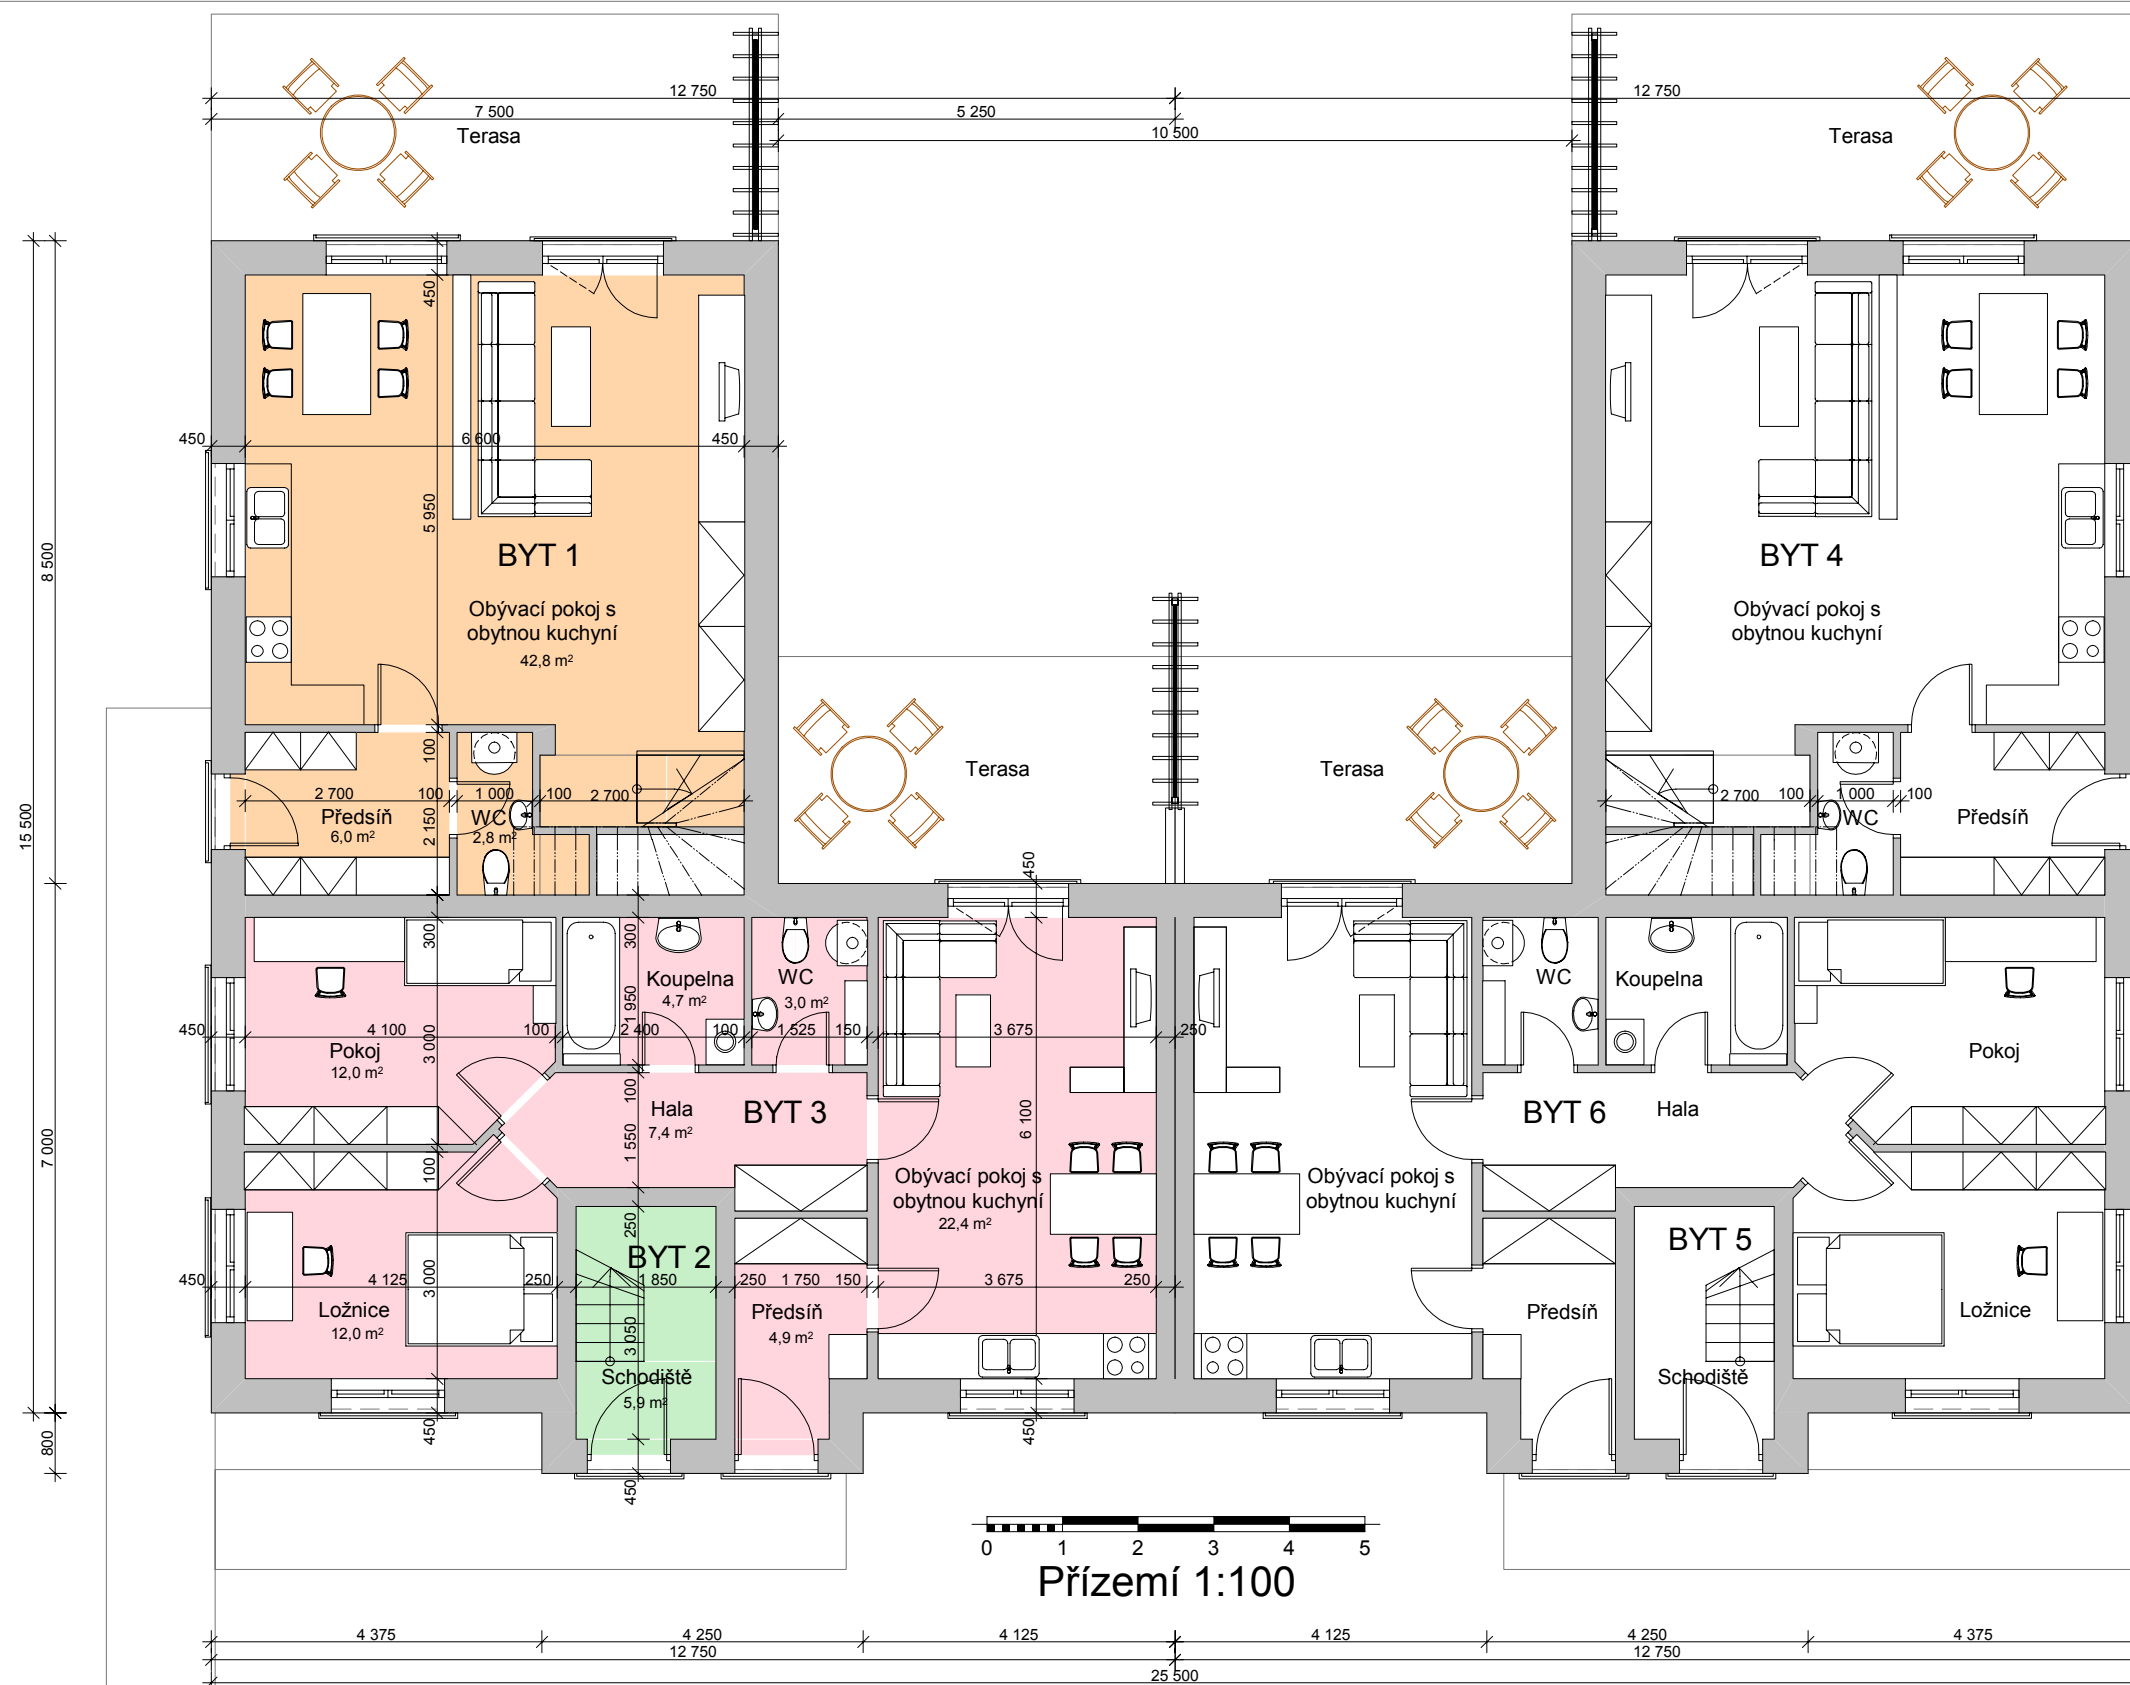 12 750
12 750
7 500
5 250
10 500
Terasa
Terasa
450
450
6 600
450
5 950
8 500
15 500
BYT 1
BYT 4
Obývací pokoj s
obytnou kuchyní
42,8 m²
Obývací pokoj s
obytnou kuchyní
Terasa
Terasa
100
2 700
100
1 000
100
2 700
2 700
100
1 000
100
Předsíň
6,0 m²
2 150
WC
2,8 m²
WC
Předsíň
450
300
300
Koupelna
4,7 m²
WC
3,0 m²
WC
Koupelna
1 950
450
4 100
100
2 400
100
1 525
150
3 675
250
Pokoj
12,0 m²
3 000
Pokoj
100
Hala
7,4 m²
BYT 3
6 100
BYT 6
Hala
7 000
1 550
100
Obývací pokoj s
obytnou kuchyní
22,4 m²
Obývací pokoj s
obytnou kuchyní
250
BYT 2
BYT 5
450
4 125
250
1 850
250
1 750
150
3 675
250
3 000
Ložnice
12,0 m²
Předsíň
4,9 m²
Předsíň
Ložnice
3 050
Schodiště
5,9 m²
Schodiště
450
450
800
450
0 1 2 3 4 5
Přízemí 1:100
4 375
4 250
4 125
4 125
4 250
4 375
12 750
12 750
25 500